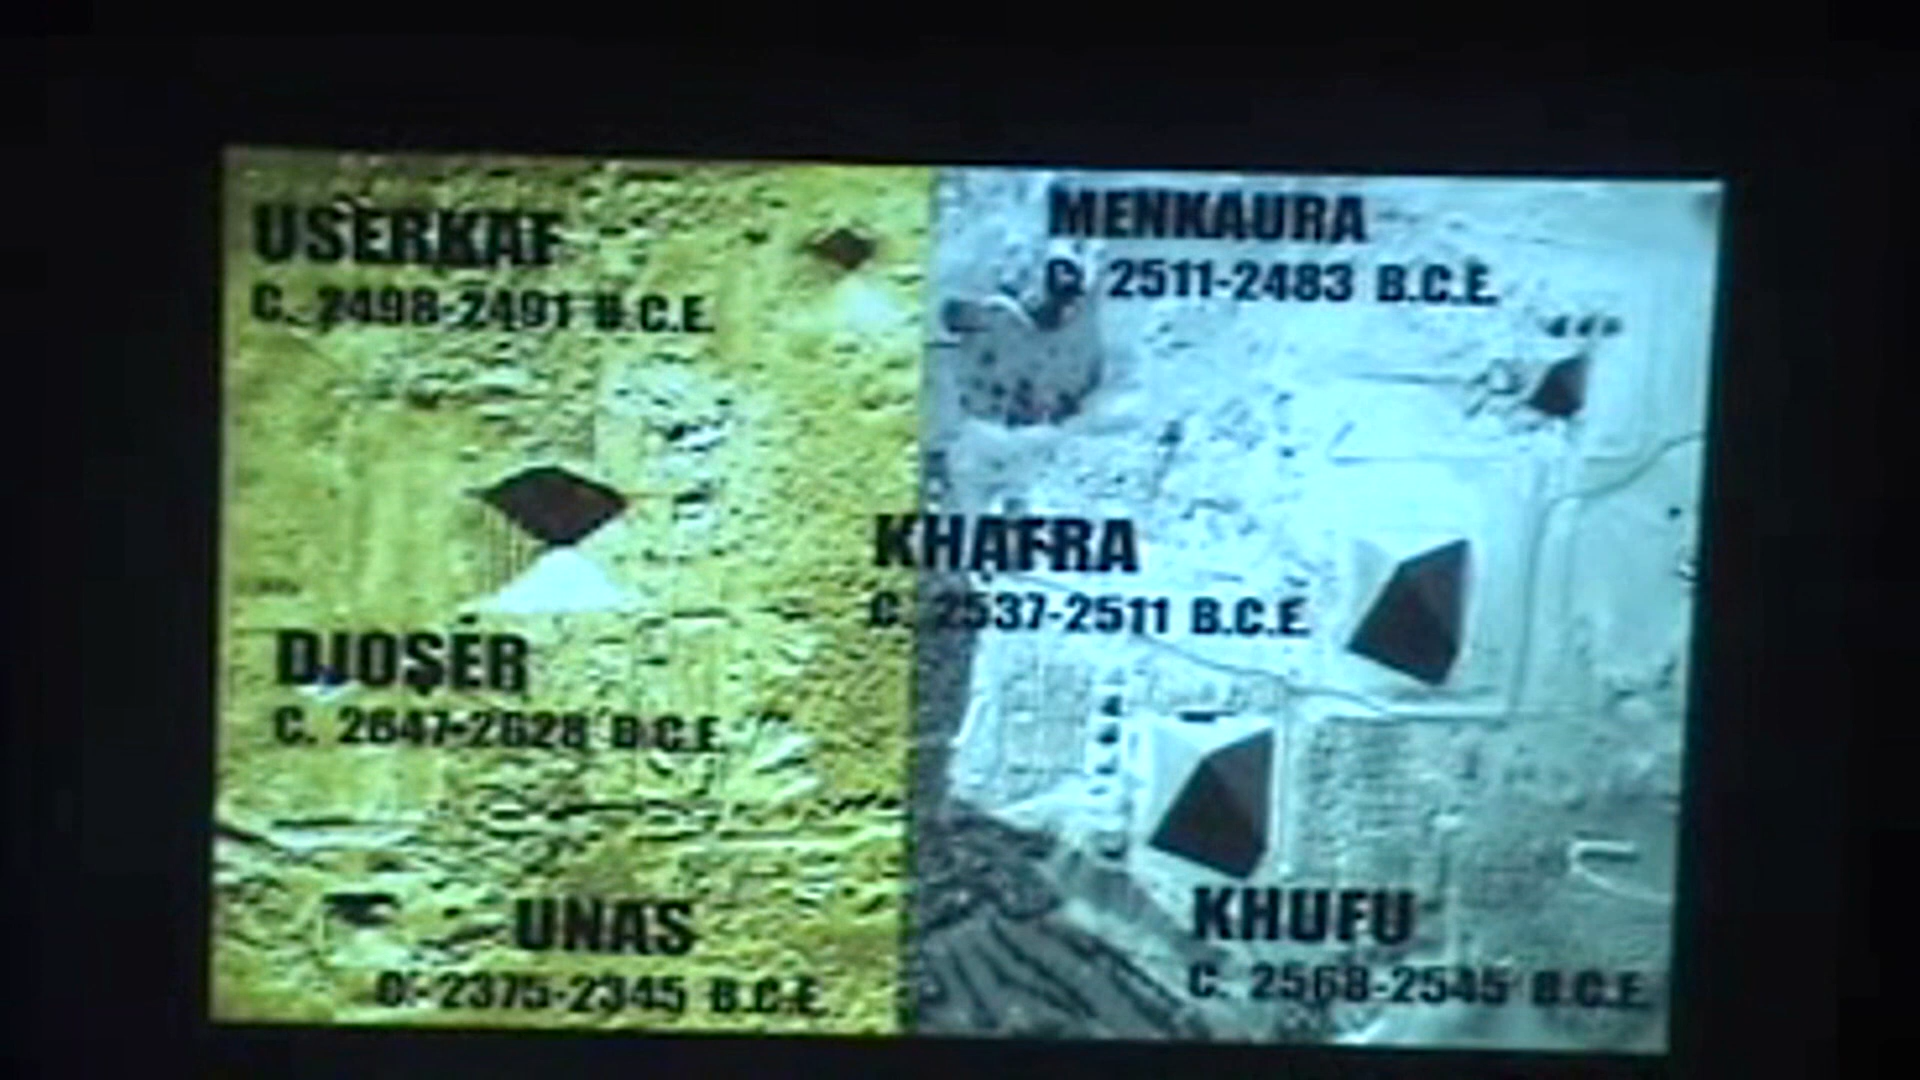 USERKAF
C. 2498-2491 B.C.E.
DJOSER
C. 2647-2628 B.C.E.
UNAS
C. 2375-2345 B.C.E.
MENKAURA
C. 2511-2483 B.C.E.
KHAFRA
C. 2537-2511 B.C.E.
KHUFU
C. 2568-2545 B.C.E.